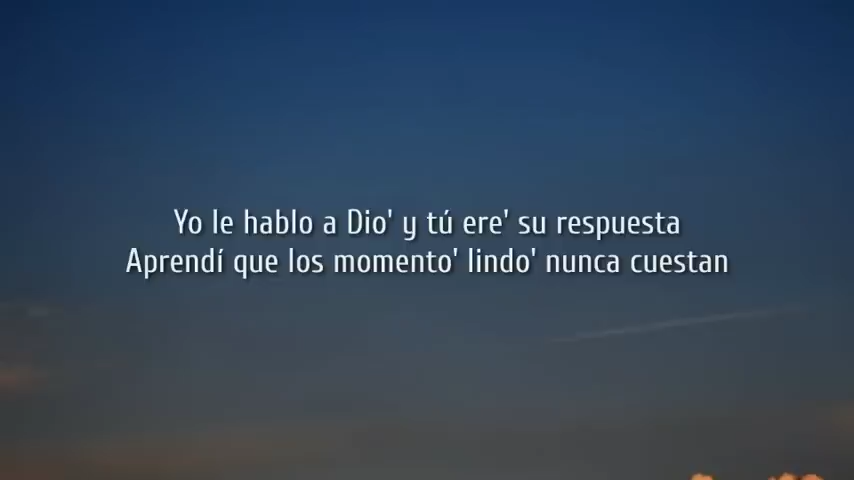 Yo le hablo a Dio' y tú ere' su respuesta
Aprendí que los momento' lindo' nunca cuestan